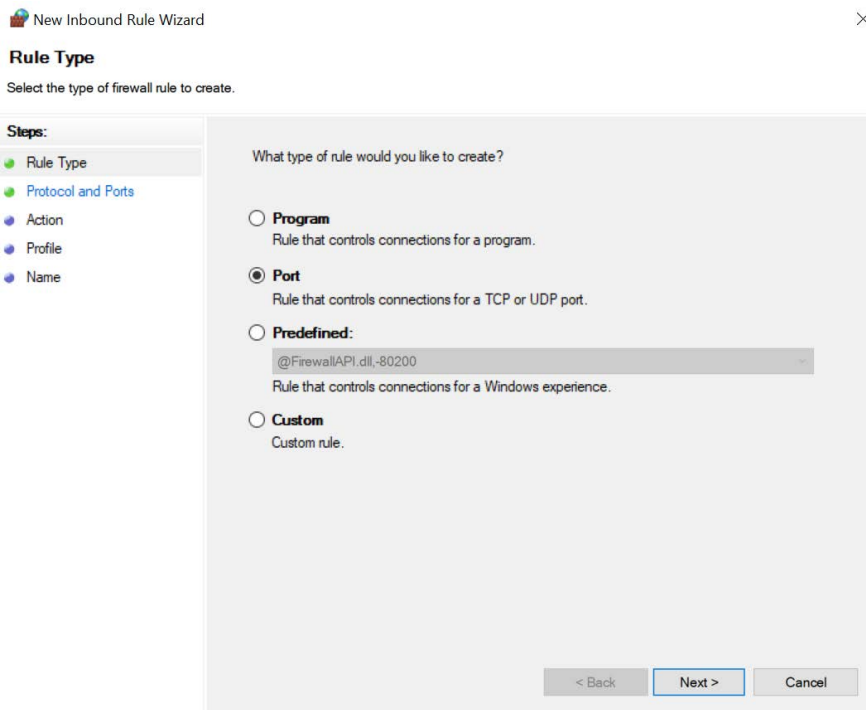 New Inbound Rule Wizard
Rule Type
Select the type of firewall rule to create.
Steps:
Rule Type
Protocol and Ports
Action
Profile
Name
What type of rule would you like to create?
Program
Rule that controls connections for a program.
Port
Rule that controls connections for a TCP or UDP port.
Predefined:
@FirewallAPI.dll,-80200
Rule that controls connections for a Windows experience.
Custom
Custom rule.
< Back
Next >
Cancel